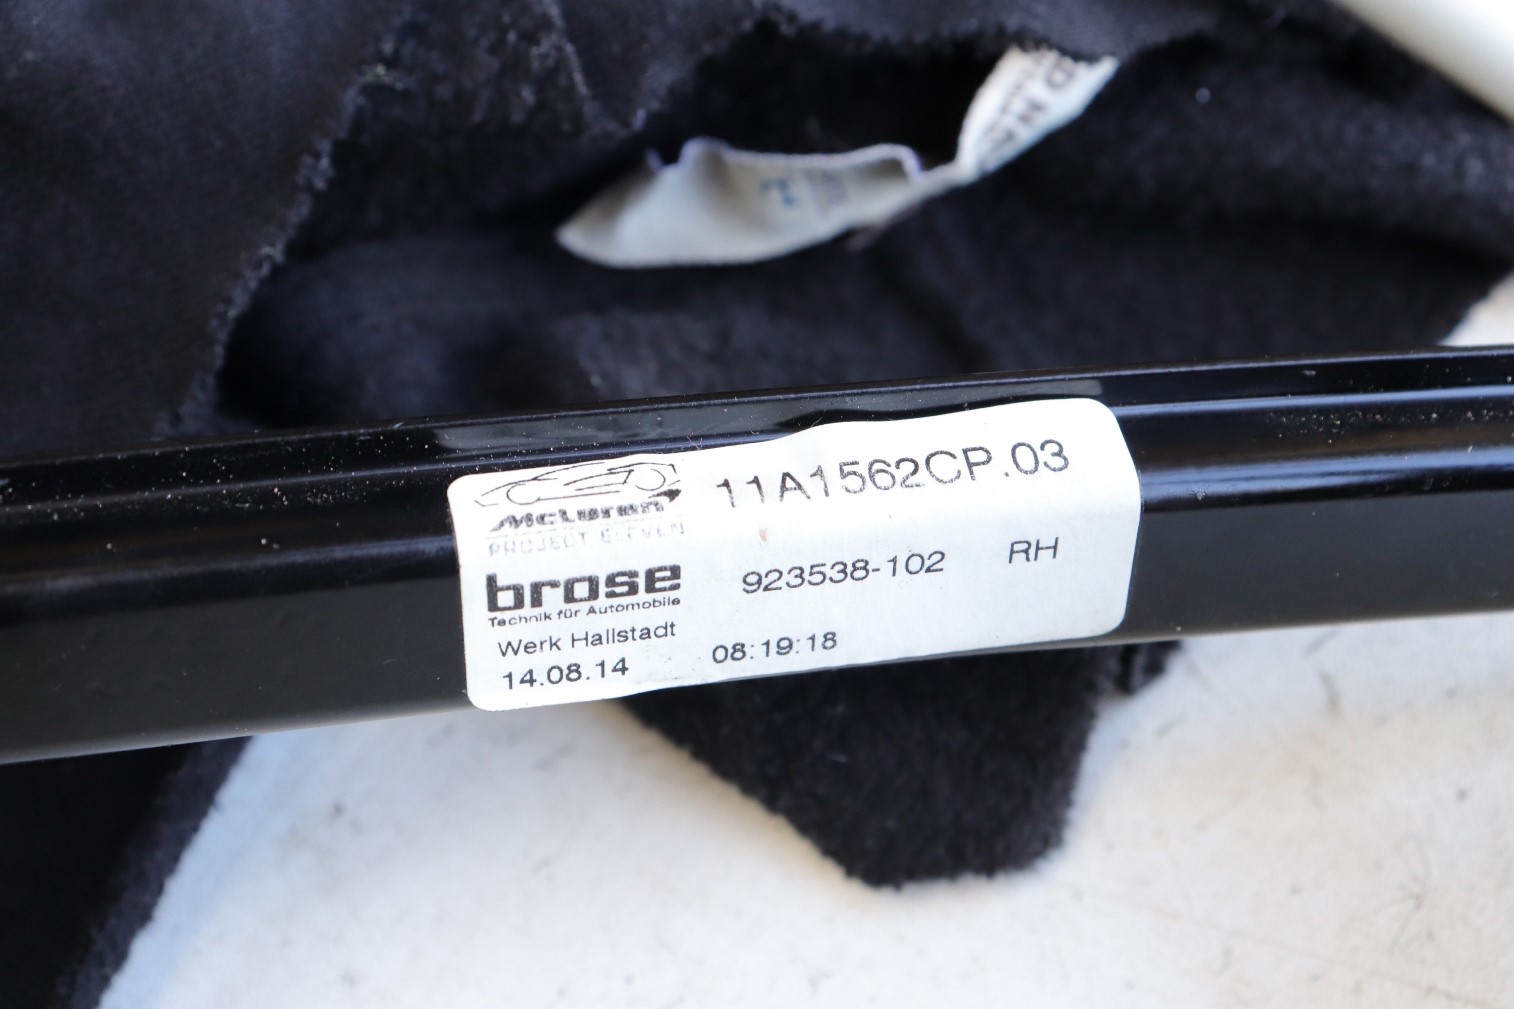 McLaren
11A1562CP.03
PROJECT ELEVEN
brose
923538-102 RH
Technik für Automobile
Werk Hallstadt
14.08.14 08:19:18